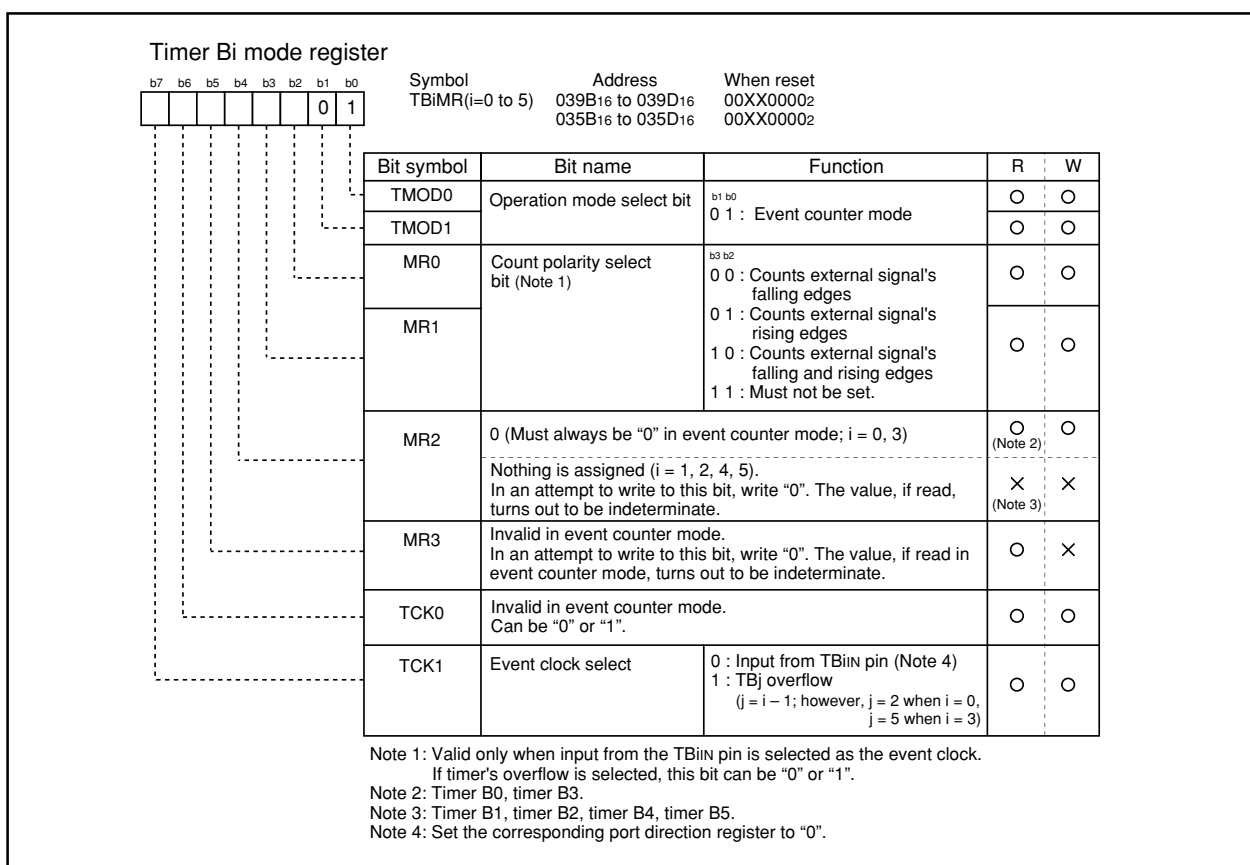 Timer Bi mode register
b7 b6 b5 b4 b3 b2 b1 b0
0 1
Symbol Address When reset
TBiMR(i=0 to 5) 039B16 to 039D16 00XX00002
035B16 to 035D16 00XX00002
Bit symbol Bit name Function R W
TMOD0 Operation mode select bit b1 b0
0 1 : Event counter mode
TMOD1
MR0 Count polarity select
bit (Note 1)
b3 b2
0 0 : Counts external signal's
falling edges
0 1 : Counts external signal's
rising edges
MR1
1 0 : Counts external signal's
falling and rising edges
1 1 : Must not be set.
MR2 0 (Must always be “0” in event counter mode; i = 0, 3)
(Note 2)
Nothing is assigned (i = 1, 2, 4, 5).
In an attempt to write to this bit, write “0”. The value, if read,
turns out to be indeterminate.
(Note 3)
MR3 Invalid in event counter mode.
In an attempt to write to this bit, write “0”. The value, if read in
event counter mode, turns out to be indeterminate.
TCK0 Invalid in event counter mode.
Can be “0” or “1”.
TCK1 Event clock select 0 : Input from TBiIN pin (Note 4)
1 : TBj overflow
(j = i – 1; however, j = 2 when i = 0,
j = 5 when i = 3)
Note 1: Valid only when input from the TBiIN pin is selected as the event clock.
If timer's overflow is selected, this bit can be “0” or “1”.
Note 2: Timer B0, timer B3.
Note 3: Timer B1, timer B2, timer B4, timer B5.
Note 4: Set the corresponding port direction register to “0”.